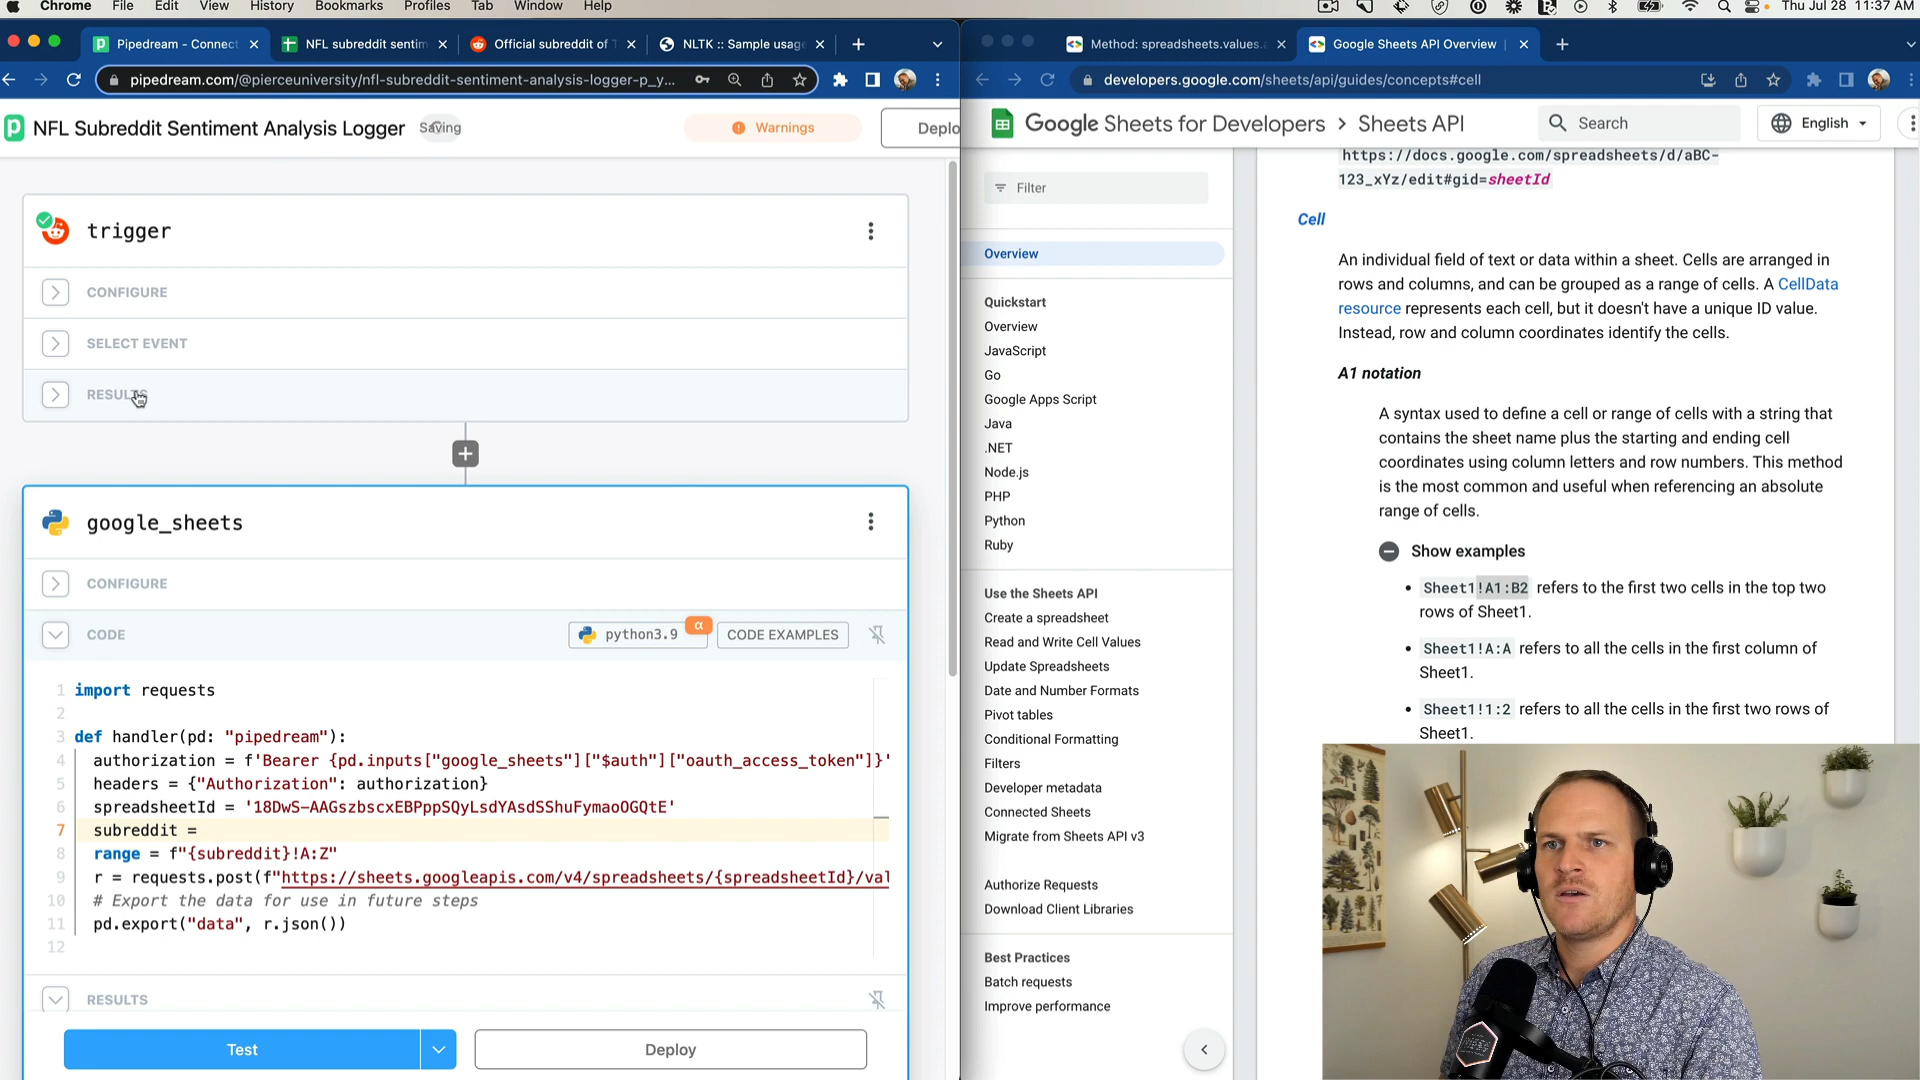 Chrome File Edit View History Bookmarks Profiles Tab Window Help Thu Jul 28 11:37 AM
Pipedream - Connect
NFL subreddit sentim
Official subreddit of T
NLTK :: Sample usage
pipedream.com/@pierceuniversity/nfl-subreddit-sentiment-analysis-logger-p_y...
NFL Subreddit Sentiment Analysis Logger
Saving
Warnings
Deplo
trigger
CONFIGURE
SELECT EVENT
RESULTS
google_sheets
CONFIGURE
CODE
python3.9
α
CODE EXAMPLES
1 import requests
2
3 def handler(pd: "pipedream"):
4 authorization = f'Bearer {pd.inputs["google_sheets"]["$auth"]["oauth_access_token"]}'
5 headers = {"Authorization": authorization}
6 spreadsheetId = '18DwS-AAGszbscxEBPppSQyLsdYAsdSShuFymaoOGQtE'
7 subreddit =
8 range = f"{subreddit}!A:Z"
9 r = requests.post(f"https://sheets.googleapis.com/v4/spreadsheets/{spreadsheetId}/val
10 # Export the data for use in future steps
11 pd.export("data", r.json())
12
RESULTS
Test
Deploy
Method: spreadsheets.values.a
Google Sheets API Overview
developers.google.com/sheets/api/guides/concepts#cell
Google Sheets for Developers > Sheets API
Search
English
Filter
Overview
Quickstart
Overview
JavaScript
Go
Google Apps Script
Java
.NET
Node.js
PHP
Python
Ruby
Use the Sheets API
Create a spreadsheet
Read and Write Cell Values
Update Spreadsheets
Date and Number Formats
Pivot tables
Conditional Formatting
Filters
Developer metadata
Connected Sheets
Migrate from Sheets API v3
Authorize Requests
Download Client Libraries
Best Practices
Batch requests
Improve performance
https://docs.google.com/spreadsheets/d/aBC-
123_xYz/edit#gid=sheetId
Cell
An individual field of text or data within a sheet. Cells are arranged in
rows and columns, and can be grouped as a range of cells. A CellData
resource represents each cell, but it doesn't have a unique ID value.
Instead, row and column coordinates identify the cells.
A1 notation
A syntax used to define a cell or range of cells with a string that
contains the sheet name plus the starting and ending cell
coordinates using column letters and row numbers. This method
is the most common and useful when referencing an absolute
range of cells.
Show examples
• Sheet1!A1:B2 refers to the first two cells in the top two
rows of Sheet1.
• Sheet1!A:A refers to all the cells in the first column of
Sheet1.
• Sheet1!1:2 refers to all the cells in the first two rows of
Sheet1.